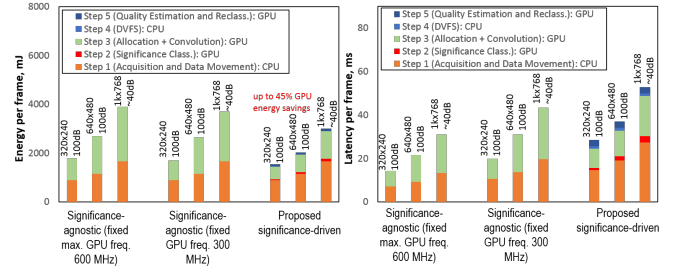 8000
6000
4000
2000
0
Energy per frame, mJ
Step 5 (Quality Estimation and Reclass.): GPU
Step 4 (DVFS): CPU
Step 3 (Allocation + Convolution): GPU
Step 2 (Significance Class.): GPU
Step 1 (Acquisition and Data Movement): CPU
320x240
100dB
640x480
100dB
1kx768
~40dB
320x240
100dB
640x480
100dB
1kx768
~40dB
up to 45% GPU
energy savings
320x240
100dB
640x480
100dB
1kx768
~40dB
Significance-
agnostic (fixed
max. GPU freq.
600 MHz)
Significance-
agnostic (fixed
GPU freq. 300
MHz)
Proposed
significance-driven
80
60
40
20
0
Latency per frame, ms
Step 5 (Quality Estimation and Reclass.): GPU
Step 4 (DVFS): CPU
Step 3 (Allocation + Convolution): GPU
Step 2 (Significance Class.): GPU
Step 1 (Acquisition and Data Movement): CPU
320x240
100dB
640x480
100dB
1kx768
~40dB
320x240
100dB
640x480
100dB
1kx768
~40dB
320x240
100dB
640x480
100dB
1kx768
~40dB
Significance-
agnostic (fixed
max. GPU freq.
600 MHz)
Significance-
agnostic (fixed
GPU freq. 300
MHz)
Proposed
significance-driven